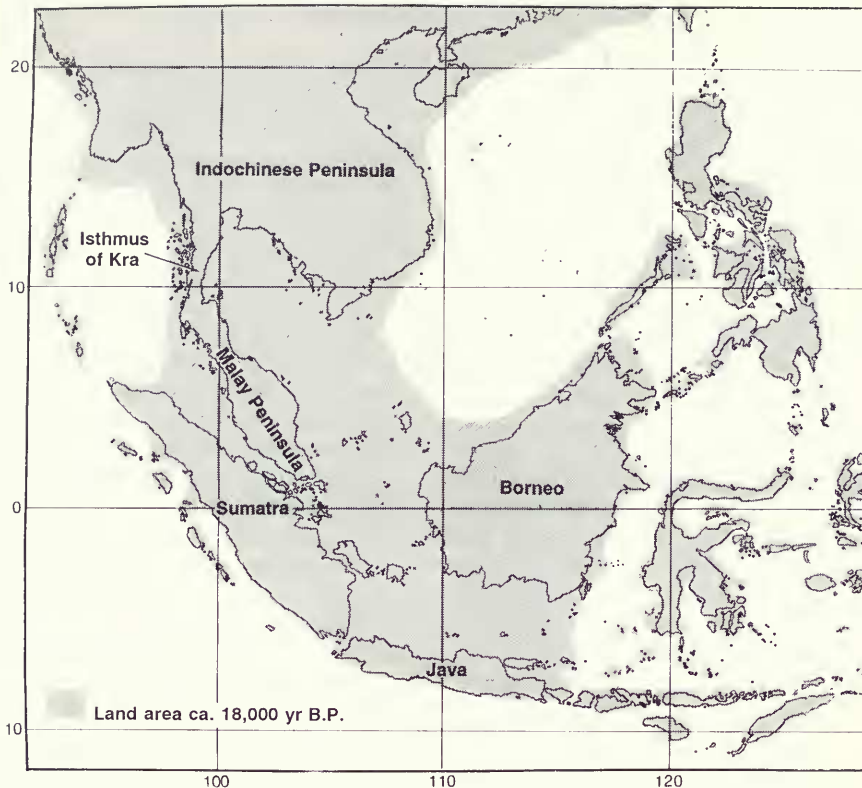 20
Indochinese Peninsula
Isthmus
of Kra
10
Malay Peninsula
Borneo
Sumatra
0
Java
Land area ca. 18,000 yr B.P.
10
100
110
120